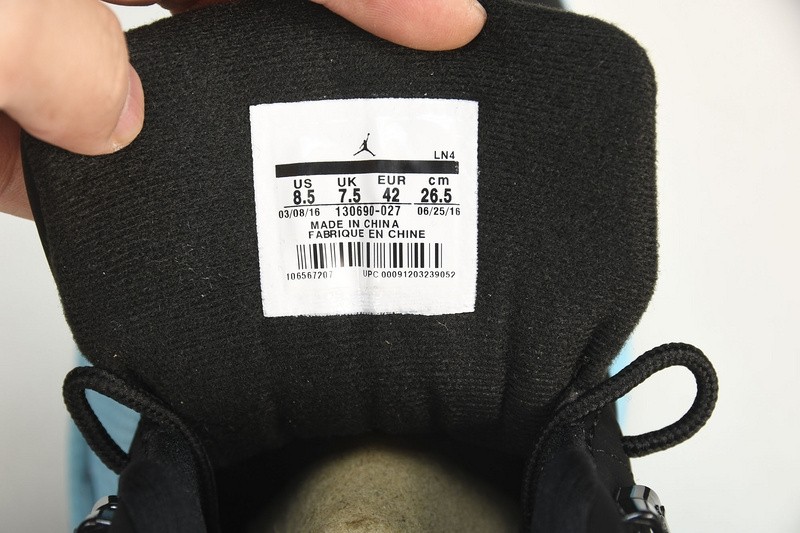 LN4
US UK EUR cm
8.5 7.5 42 26.5
03/08/16 130690-027 06/25/16
MADE IN CHINA
FABRIQUE EN CHINE
106567207 UPC 00091203239052